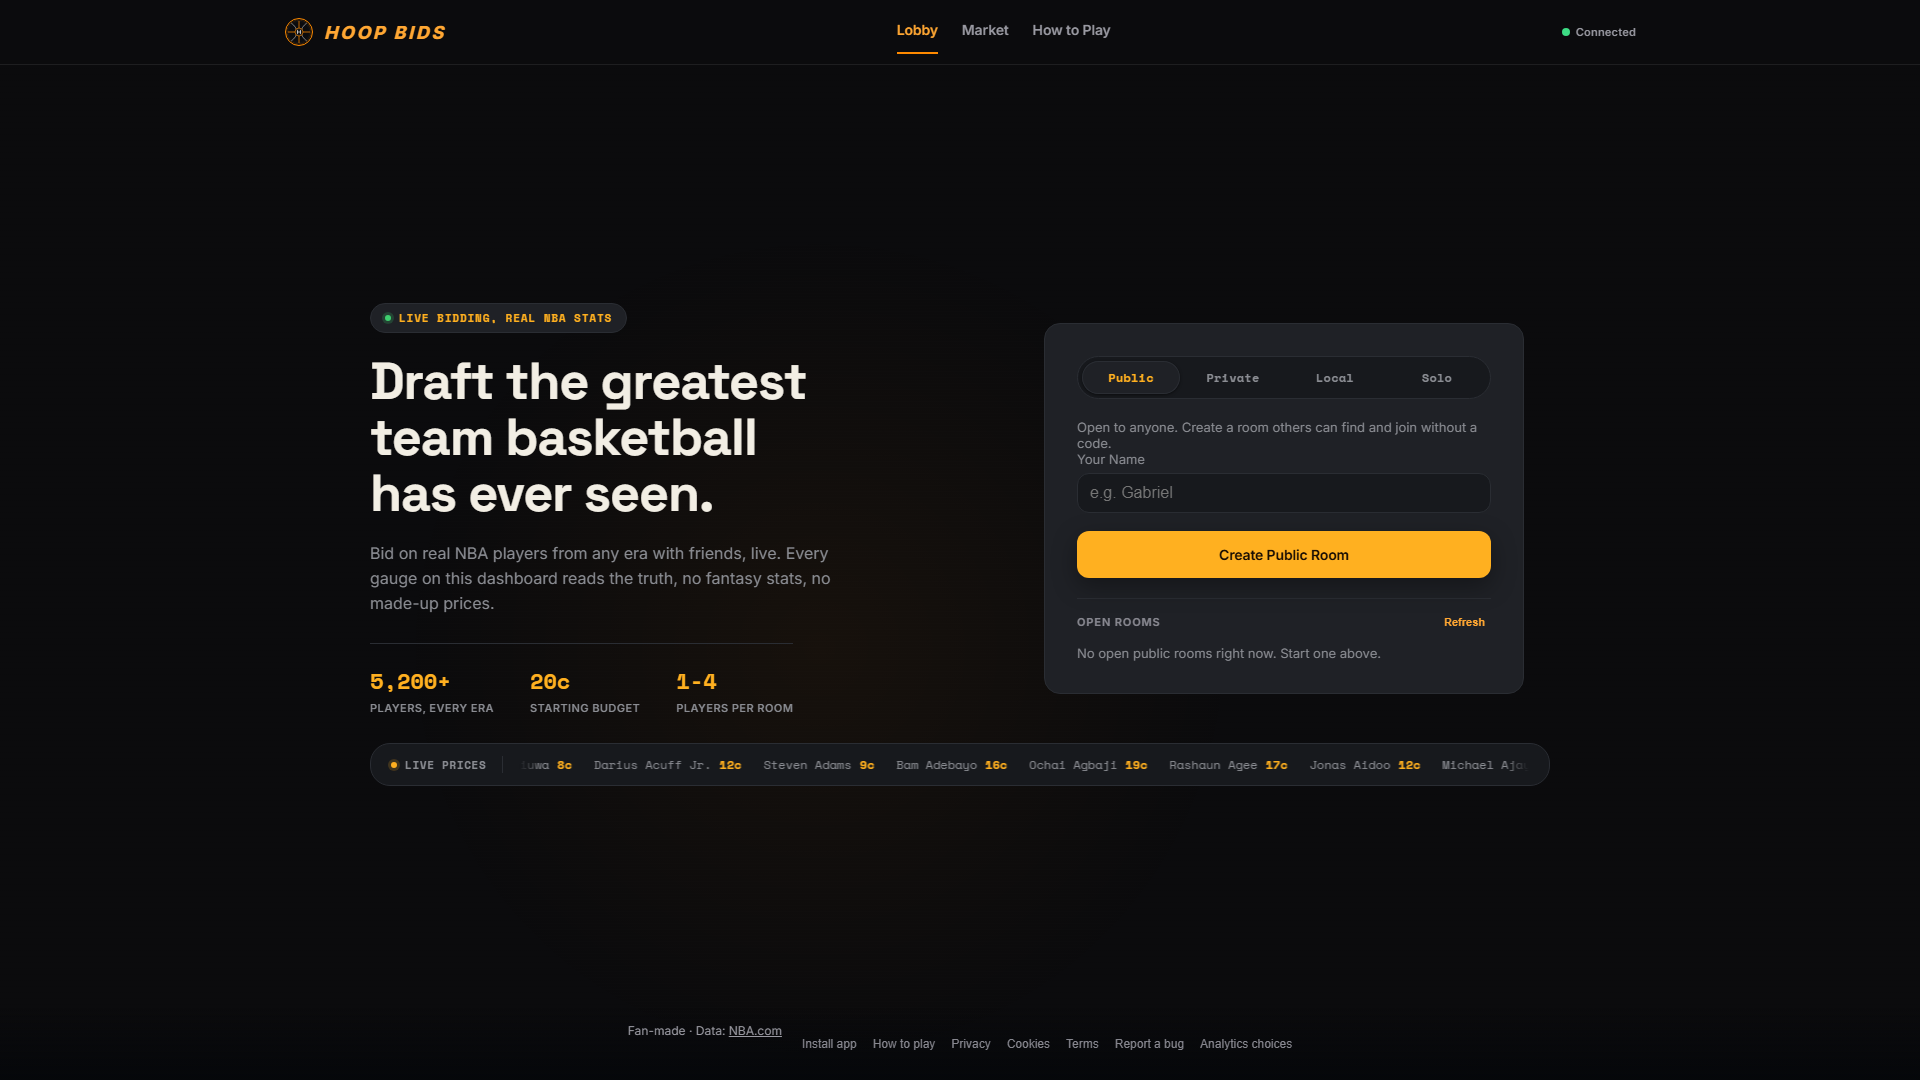 HOOP BIDS
Lobby
Market
How to Play
Connected
LIVE BIDDING, REAL NBA STATS
Draft the greatest
team basketball
has ever seen.
Bid on real NBA players from any era with friends, live. Every
gauge on this dashboard reads the truth, no fantasy stats, no
made-up prices.
5,200+
PLAYERS, EVERY ERA
20c
STARTING BUDGET
1-4
PLAYERS PER ROOM
Public
Private
Local
Solo
Open to anyone. Create a room others can find and join without a
code.
Your Name
e.g. Gabriel
Create Public Room
OPEN ROOMS
Refresh
No open public rooms right now. Start one above.
LIVE PRICES
8c Darius Acuff Jr. 12c Steven Adams 9c Bam Adebayo 16c Ochai Agbaji 19c Rashaun Agee 17c Jonas Aidoo 12c Michael
Fan-made · Data: NBA.com
Install app
How to play
Privacy
Cookies
Terms
Report a bug
Analytics choices